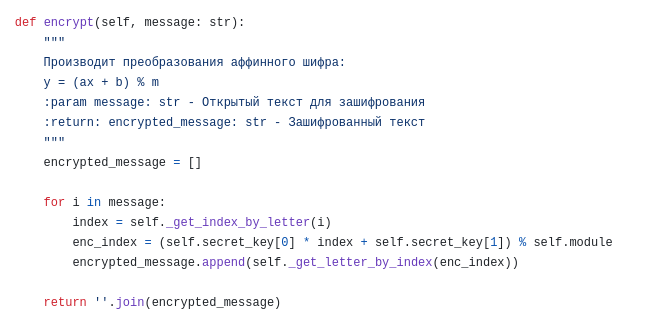 def encrypt(self, message: str):
    """
    Производит преобразования аффинного шифра:
    y = (ax + b) % m
    :param message: str - Открытый текст для зашифрования
    :return: encrypted_message: str - Зашифрованный текст
    """
    encrypted_message = []

    for i in message:
        index = self._get_index_by_letter(i)
        enc_index = (self.secret_key[0] * index + self.secret_key[1]) % self.module
        encrypted_message.append(self._get_letter_by_index(enc_index))

    return ''.join(encrypted_message)